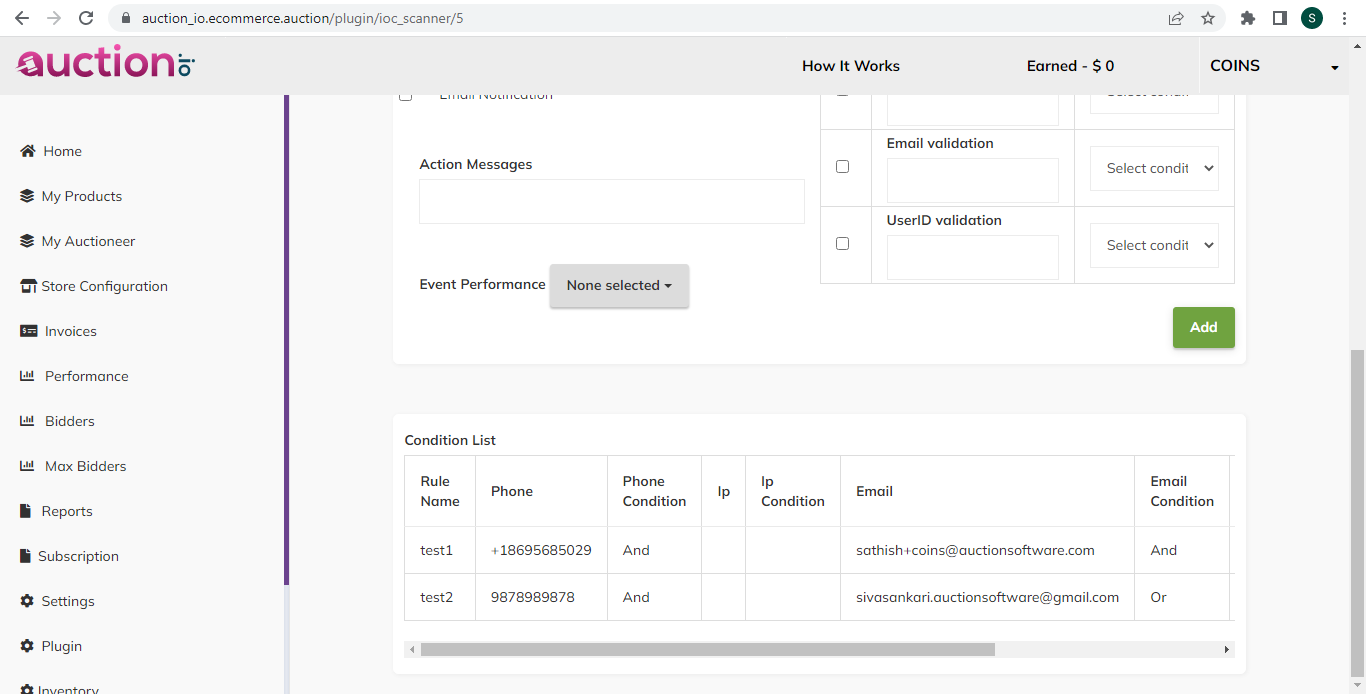 auction_io.ecommerce.auction/plugin/ioc_scanner/5
S
auction io
How It Works
Earned - $ 0
COINS
Home
My Products
My Auctioneer
Store Configuration
Invoices
Performance
Bidders
Max Bidders
Reports
Subscription
Settings
Plugin
Inventory
Email Notification
Action Messages
Event Performance None selected
Select condit
Email validation
Select condit
UserID validation
Select condit
Add
Condition List
Rule Name Phone Phone Condition Ip Ip Condition Email Email Condition
test1 +18695685029 And sathish+coins@auctionsoftware.com And
test2 9878989878 And sivasankari.auctionsoftware@gmail.com Or